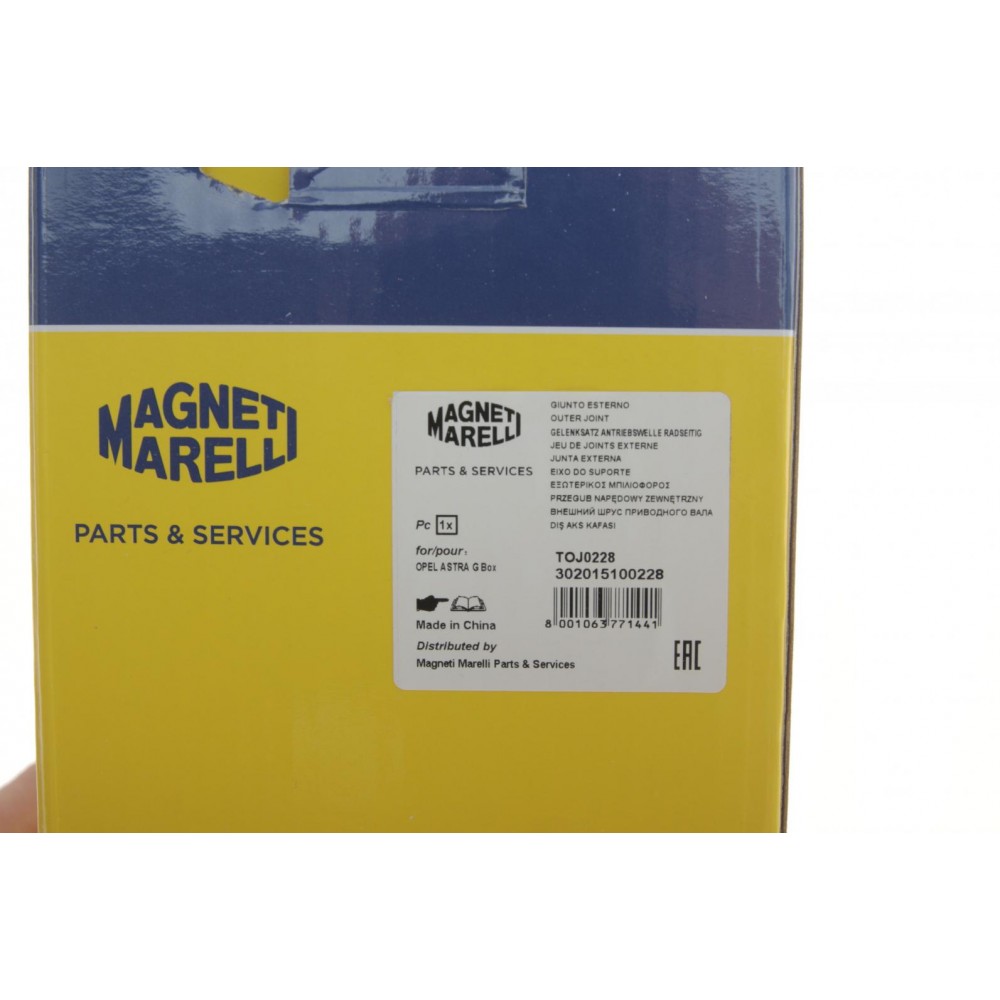 MAGNETI
MARELLI
PARTS & SERVICES
MAGNETI
MARELLI
PARTS & SERVICES
GIUNTO ESTERNO
OUTER JOINT
GELENKSATZ ANTRIEBSWELLE RADSEITIG
JEU DE JOINTS EXTERNE
JUNTA EXTERNA
EIXO DO SUPORTE
ΕΞΩΤΕΡΙΚΟΣ ΜΠΙΛΙΟΦΟΡΟΣ
PRZEGUB NAPĘDOWY ZEWNĘTRZNY
ВНЕШНИЙ ШРУС ПРИВОДНОГО ВАЛА
DIŞ AKS KAFASI
Pc 1x
for/pour:
OPEL ASTRA G Box
TOJ0228
302015100228
8 001063 771441
Made in China
Distributed by
Magneti Marelli Parts & Services
EAC